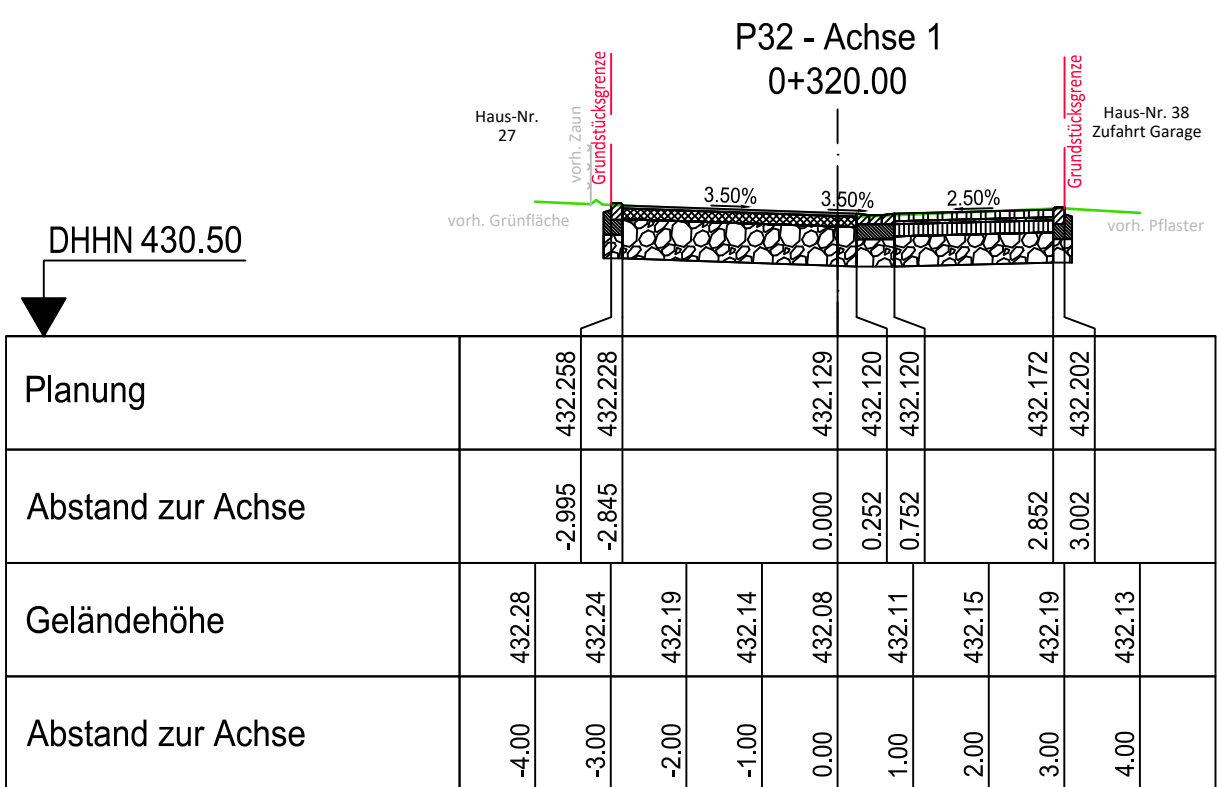 P32 - Achse 1
0+320.00
Haus-Nr.
27
vorh. Zaun
Grundstücksgrenze
Grundstücksgrenze
Haus-Nr. 38
Zufahrt Garage
3.50%
3.50%
2.50%
vorh. Grünfläche
vorh. Pflaster
DHHN 430.50
Planung
432.258
432.228
432.129
432.120
432.120
432.172
432.202
Abstand zur Achse
-2.995
-2.845
0.000
0.252
0.752
2.852
3.002
Geländehöhe
432.28
432.24
432.19
432.14
432.08
432.11
432.15
432.19
432.13
Abstand zur Achse
-4.00
-3.00
-2.00
-1.00
0.00
1.00
2.00
3.00
4.00